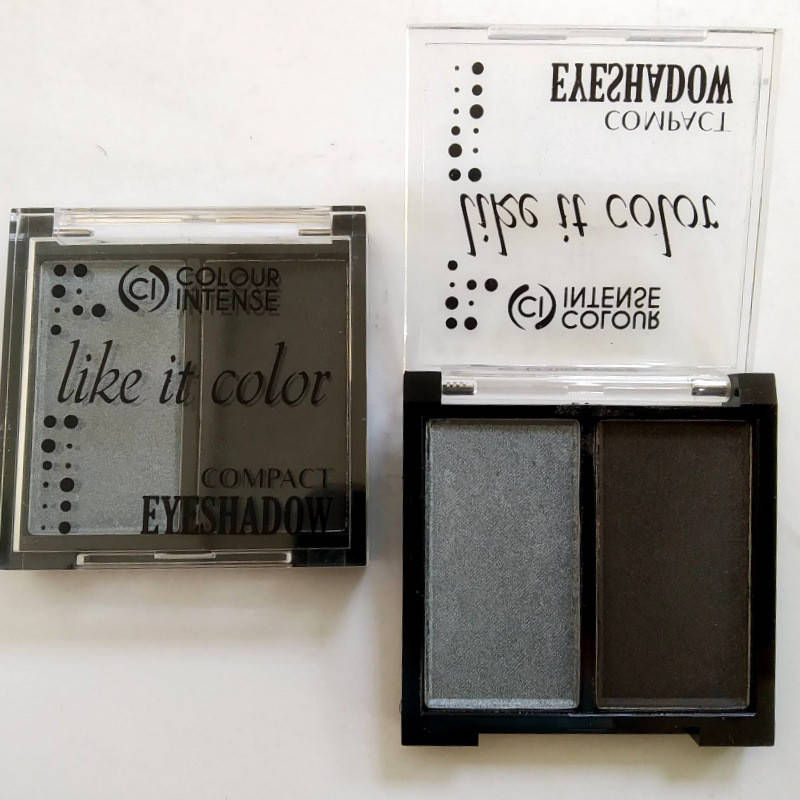 CI COLOUR
INTENSE
like it color
COMPACT
EYESHADOW
EYESHADOW
COMPACT
like it color
CI INTENSE
COLOUR